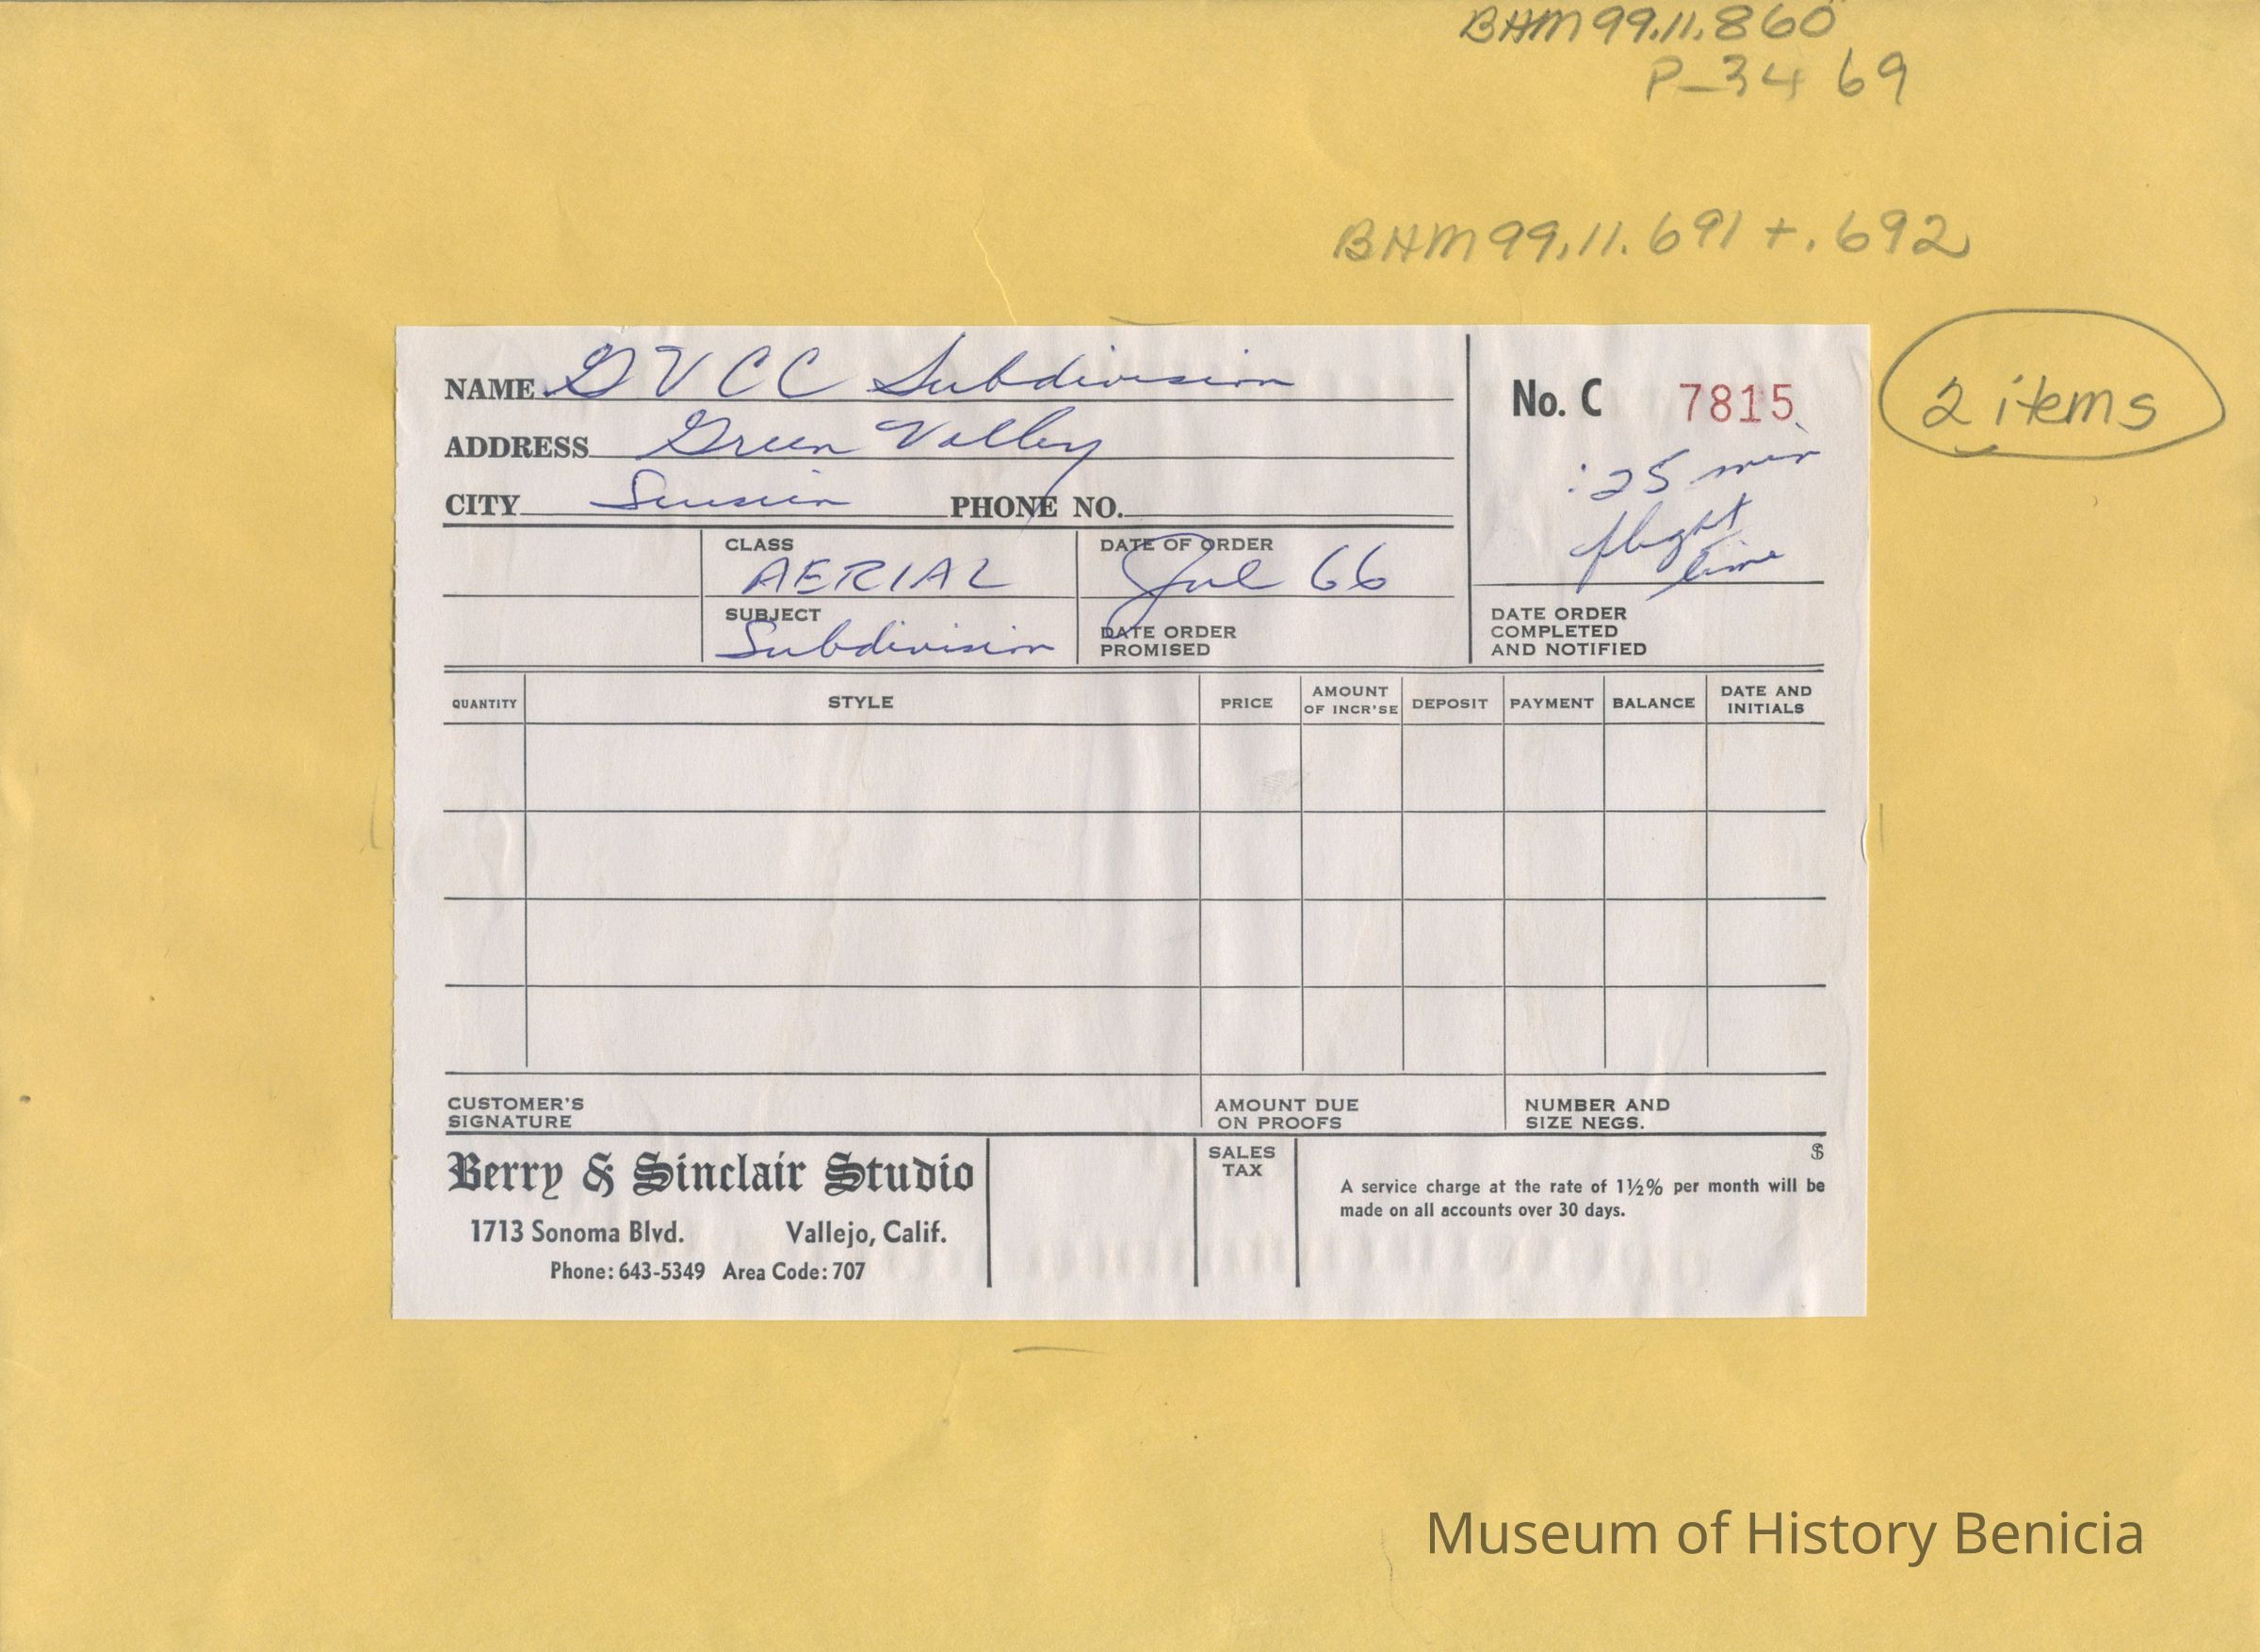 BHM 99.11.860
P-3469
BHM 99.11.691 + .692
2 items
NAME GVCC Subdivision
No. C 7815
ADDRESS Green Valley
:25 min
flight
time
CITY Suisun PHONE NO.
CLASS
AERIAL
DATE OF ORDER
Jul 66
SUBJECT
Subdivision
DATE ORDER
PROMISED
DATE ORDER
COMPLETED
AND NOTIFIED
QUANTITY STYLE PRICE AMOUNT OF INCR'SE DEPOSIT PAYMENT BALANCE DATE AND INITIALS
CUSTOMER'S
SIGNATURE
AMOUNT DUE
ON PROOFS
NUMBER AND
SIZE NEGS.
Berry & Sinclair Studio
1713 Sonoma Blvd. Vallejo, Calif.
Phone: 643-5349 Area Code: 707
SALES
TAX
$
A service charge at the rate of 1½% per month will be
made on all accounts over 30 days.
Museum of History Benicia